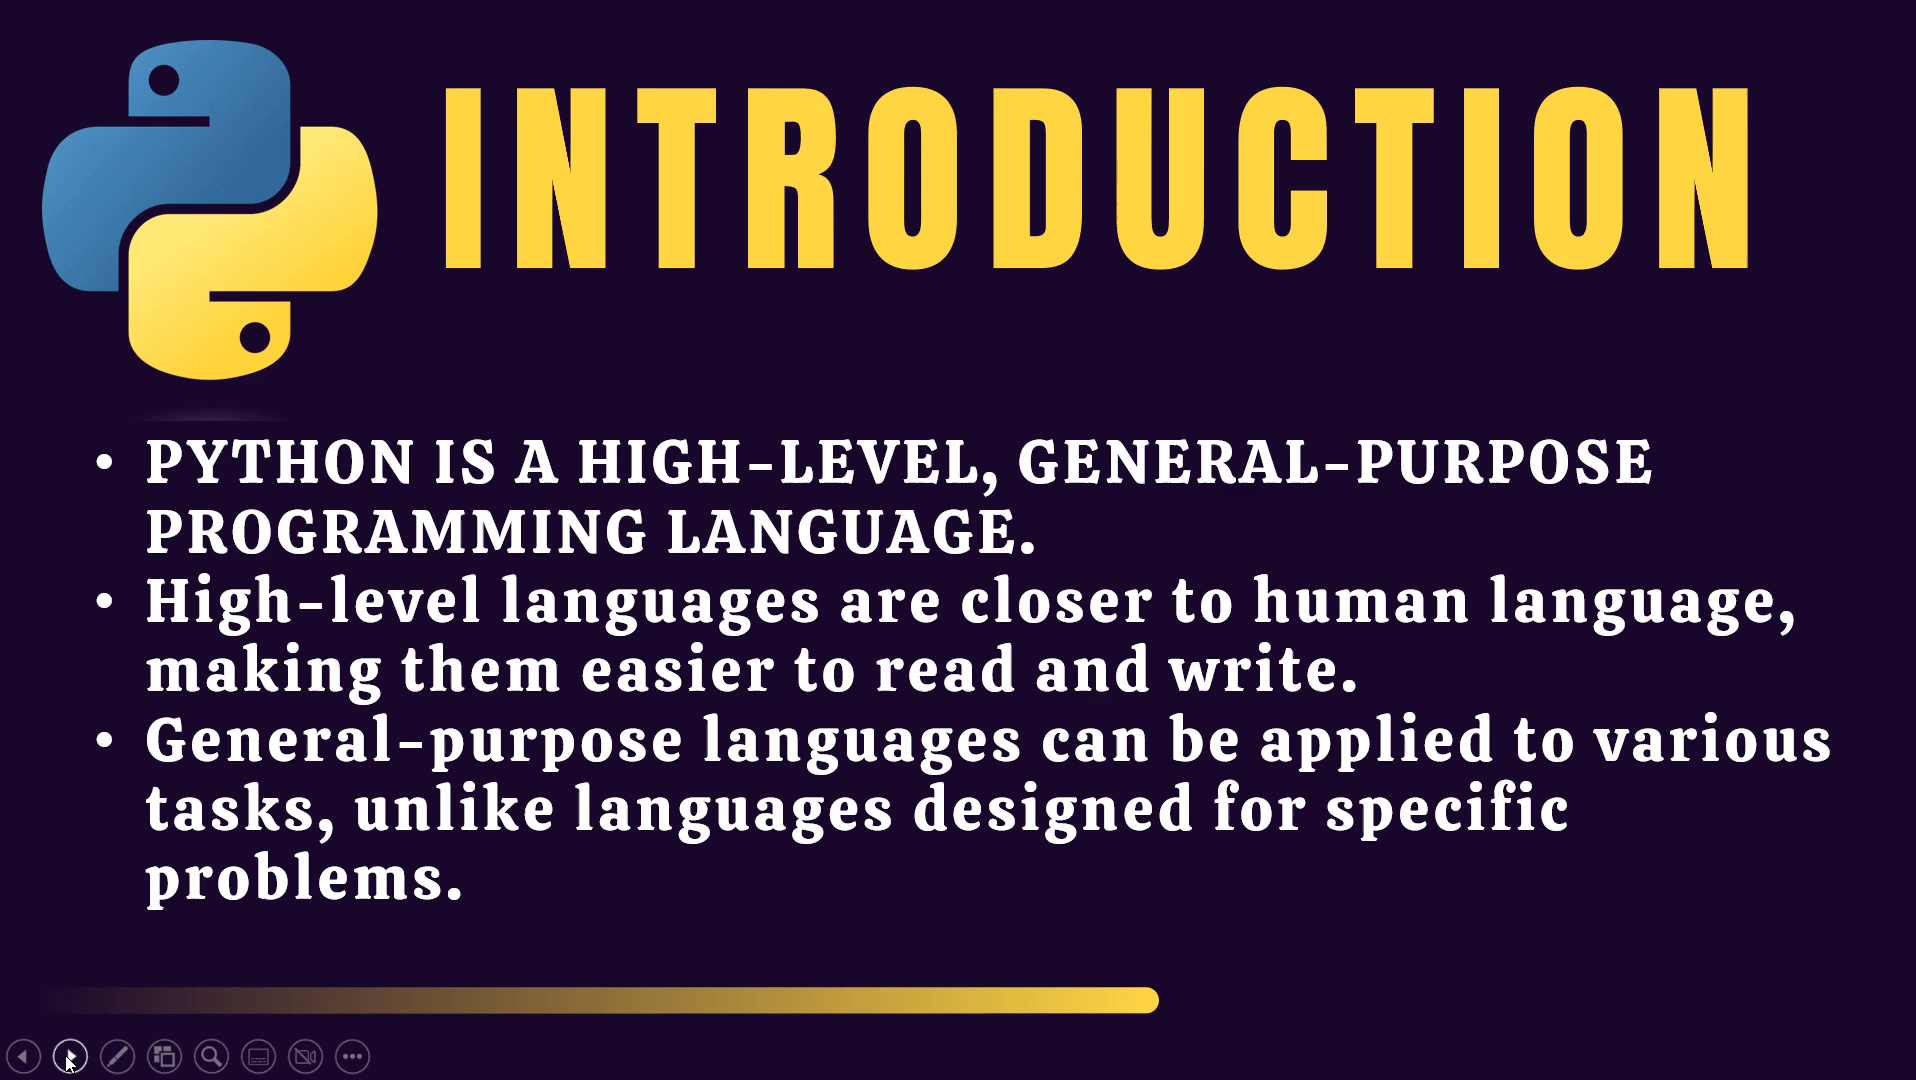 INTRODUCTION
• PYTHON IS A HIGH-LEVEL, GENERAL-PURPOSE
PROGRAMMING LANGUAGE.
• High-level languages are closer to human language,
making them easier to read and write.
• General-purpose languages can be applied to various
tasks, unlike languages designed for specific
problems.